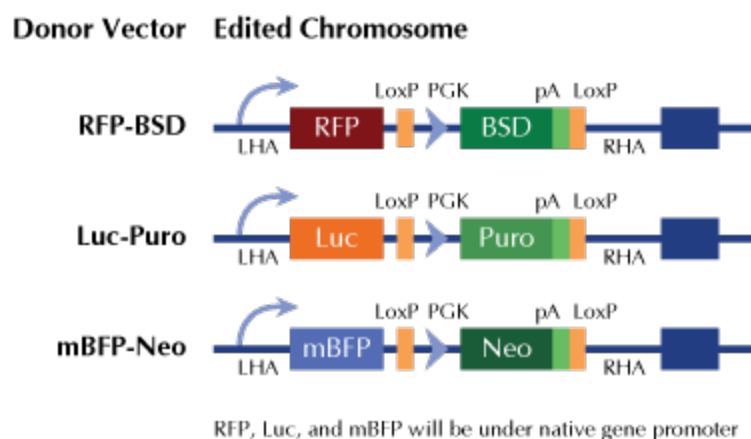 Donor Vector Edited Chromosome
LoxP PGK pA LoxP
RFP-BSD RFP BSD
LHA RHA
LoxP PGK pA LoxP
Luc-Puro Luc Puro
LHA RHA
LoxP PGK pA LoxP
mBFP-Neo mBFP Neo
LHA RHA
RFP, Luc, and mBFP will be under native gene promoter